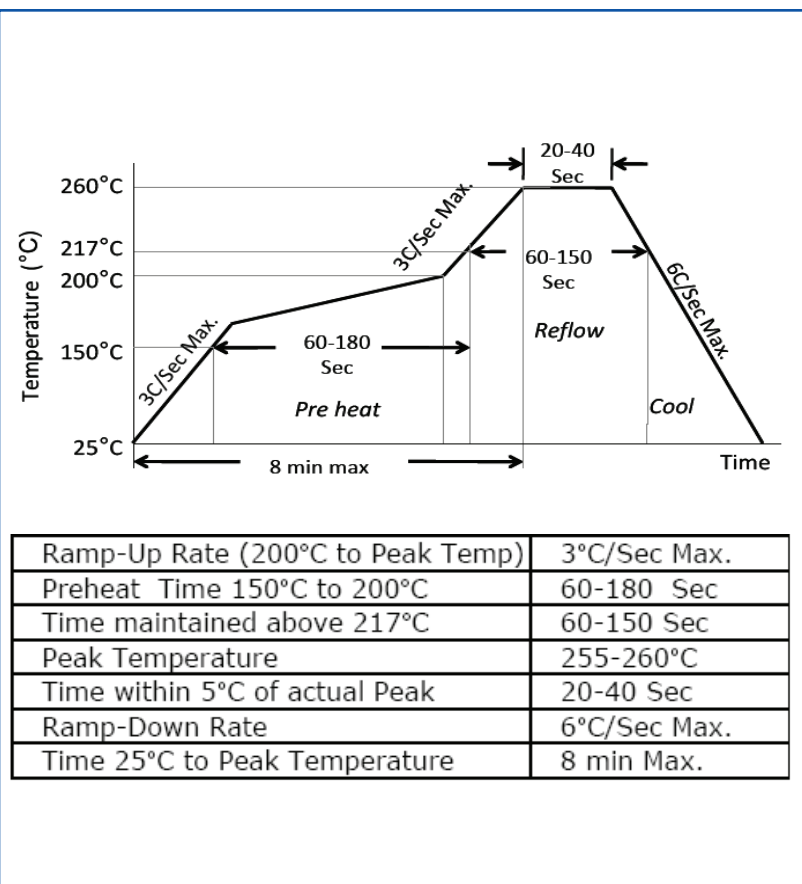 20-40
Sec
260°C
3C/Sec Max.
217°C
60-150
Sec
200°C
6C/Sec Max.
Temperature (°C)
Reflow
3C/Sec Max.
60-180
Sec
150°C
Pre heat
Cool
25°C
8 min max
Time
Ramp-Up Rate (200°C to Peak Temp) 3°C/Sec Max.
Preheat Time 150°C to 200°C 60-180 Sec
Time maintained above 217°C 60-150 Sec
Peak Temperature 255-260°C
Time within 5°C of actual Peak 20-40 Sec
Ramp-Down Rate 6°C/Sec Max.
Time 25°C to Peak Temperature 8 min Max.